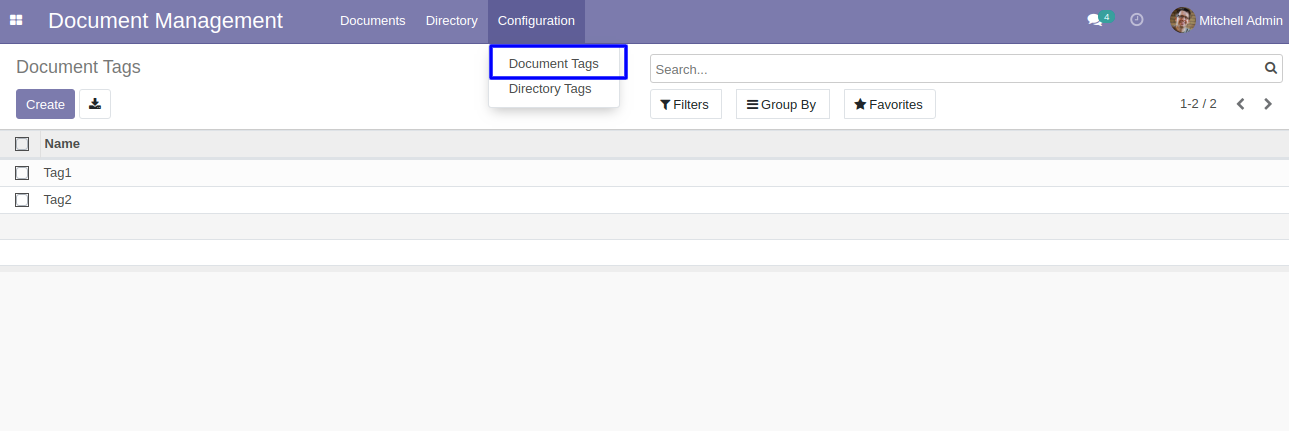 Document Management Documents Directory Configuration 4 Mitchell Admin
Document Tags
Document Tags
Directory Tags
Search...
Create
Filters Group By Favorites 1-2 / 2
Name
Tag1
Tag2